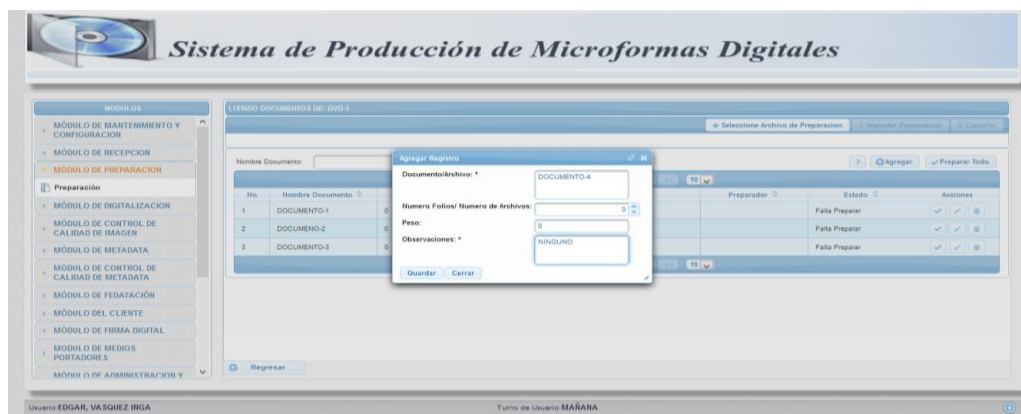 Sistema de Producción de Microformas Digitales
MODULOS
MÓDULO DE MANTENIMIENTO Y
CONFIGURACION
MÓDULO DE RECEPCION
MÓDULO DE PREPARACION
Preparación
MÓDULO DE DIGITALIZACION
MÓDULO DE CONTROL DE
CALIDAD DE IMAGEN
MÓDULO DE METADATA
MÓDULO DE CONTROL DE
CALIDAD DE METADATA
MÓDULO DE FEDATACIÓN
MÓDULO DEL CLIENTE
MÓDULO DE FIRMA DIGITAL
MODULO DE MEDIOS
PORTADORES
MÓDULO DE ADMINISTRACION Y
LISTADO DOCUMENTOS DE: DVD-1
Seleccione Archivo de Preparacion Importar Preparacion Cancelar
Nombre Documento: ? Agregar Preparar Todo
10
No Nombre Documento Preparador Estado Acciones
1 DOCUMENTO-1 0 Falta Preparar
2 DOCUMENO-2 0 Falta Preparar
3 DOCUMENTO-3 0 Falta Preparar
10
Agregar Registro
Documento/Archivo: * DOCUMENTO-4
Numero Folios/ Numero de Archivos: 0
Peso: 0
Observaciones: * NINGUNO
Guardar Cerrar
Regresar
Usuario:EDGAR, VASQUEZ INGA Turno de Usuario:MAÑANA